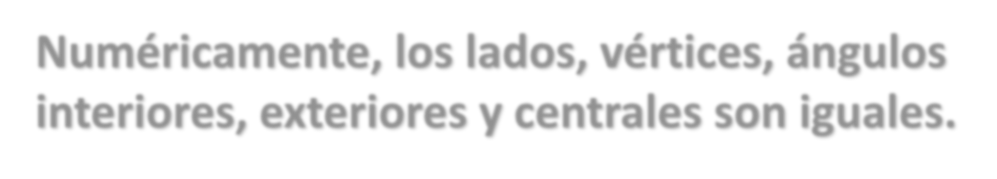 Numéricamente, los lados, vértices, ángulos
interiores, exteriores y centrales son iguales.